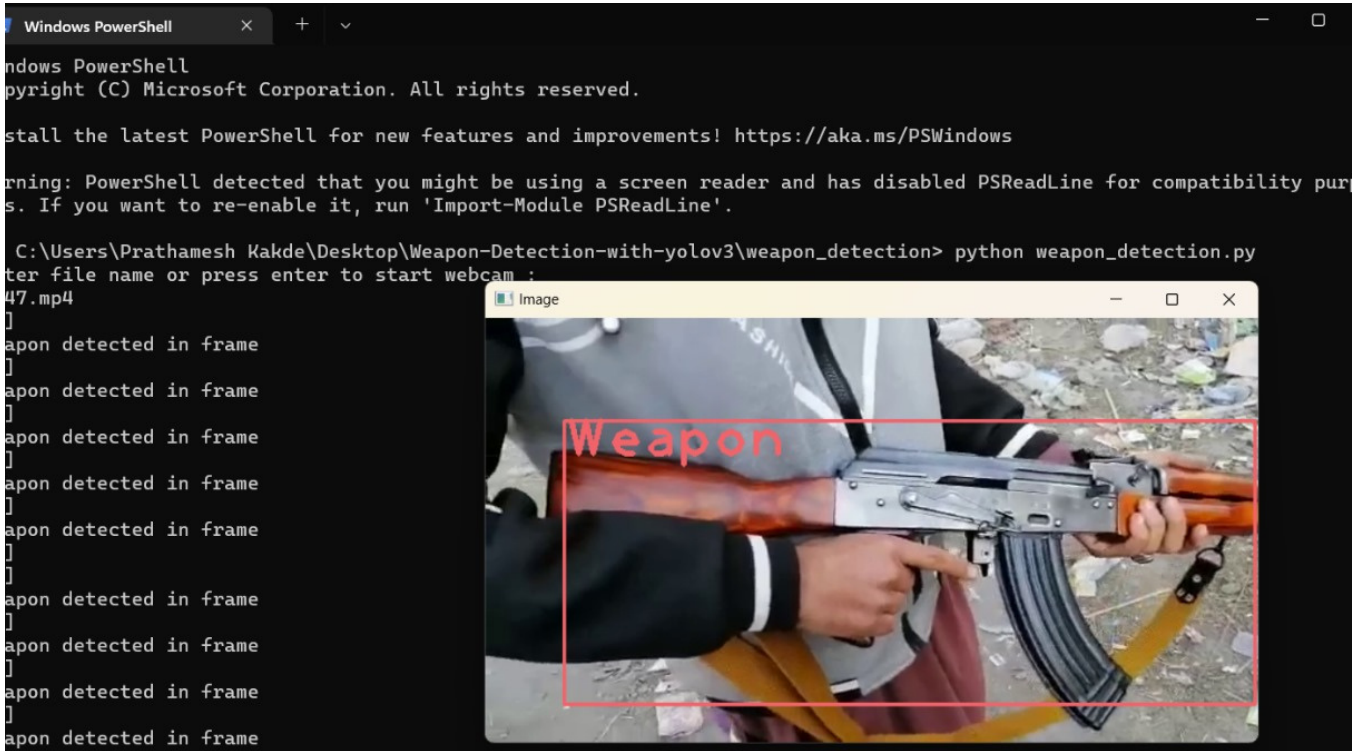 Windows PowerShell
ndows PowerShell
pyright (C) Microsoft Corporation. All rights reserved.
stall the latest PowerShell for new features and improvements! https://aka.ms/PSWindows
rning: PowerShell detected that you might be using a screen reader and has disabled PSReadLine for compatibility purp
s. If you want to re-enable it, run 'Import-Module PSReadLine'.
C:\Users\Prathamesh Kakde\Desktop\Weapon-Detection-with-yolov3\weapon_detection> python weapon_detection.py
ter file name or press enter to start webcam :
47.mp4
]
apon detected in frame
]
apon detected in frame
]
apon detected in frame
]
apon detected in frame
]
apon detected in frame
]
]
apon detected in frame
]
apon detected in frame
]
apon detected in frame
]
apon detected in frame
Image
Weapon